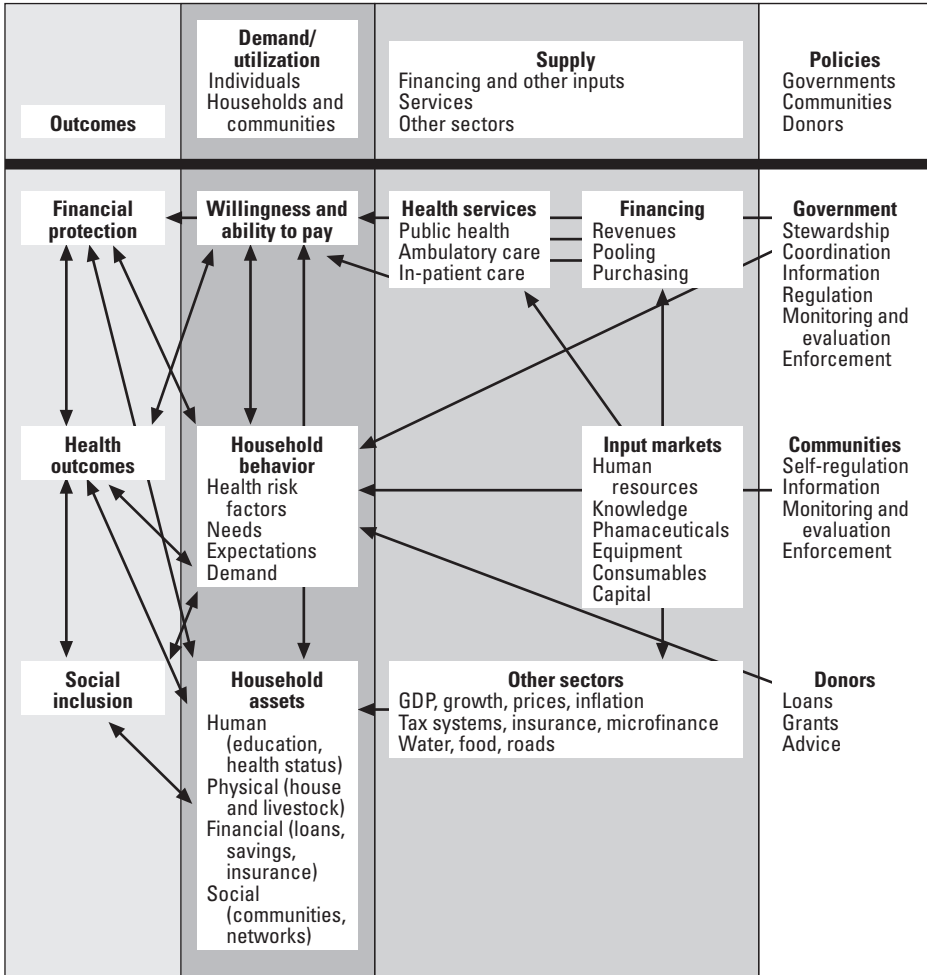 Outcomes
Demand/
utilization
Individuals
Households and
communities
Supply
Financing and other inputs
Services
Other sectors
Policies
Governments
Communities
Donors
Financial
protection
Willingness and
ability to pay
Health services
Public health
Ambulatory care
In-patient care
Financing
Revenues
Pooling
Purchasing
Government
Stewardship
Coordination
Information
Regulation
Monitoring and
evaluation
Enforcement
Health
outcomes
Household
behavior
Health risk
factors
Needs
Expectations
Demand
Input markets
Human
resources
Knowledge
Phamaceuticals
Equipment
Consumables
Capital
Communities
Self-regulation
Information
Monitoring and
evaluation
Enforcement
Social
inclusion
Household
assets
Human
(education,
health status)
Physical (house
and livestock)
Financial (loans,
savings,
insurance)
Social
(communities,
networks)
Other sectors
GDP, growth, prices, inflation
Tax systems, insurance, microfinance
Water, food, roads
Donors
Loans
Grants
Advice